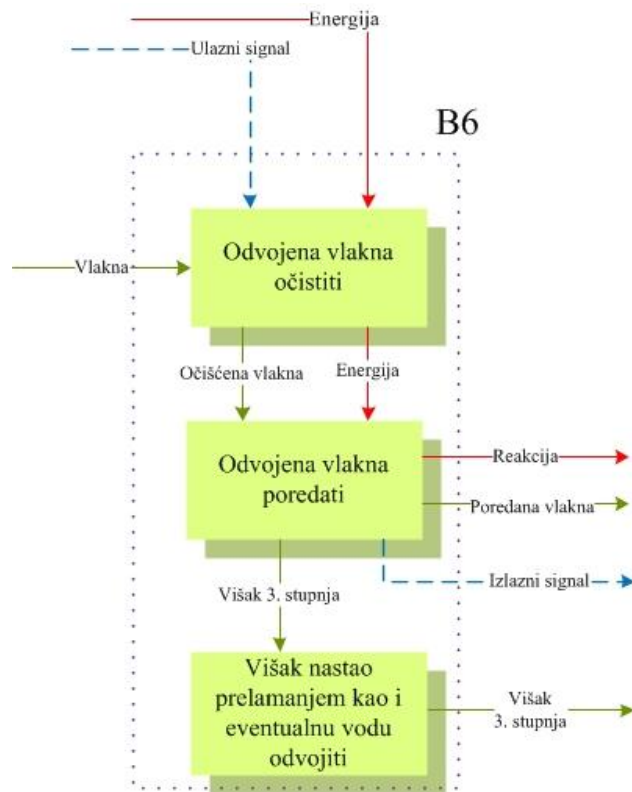 Energija
Ulazni signal
B6
Odvojena vlakna
očistiti
Vlakna
Očišćena vlakna
Energija
Odvojena vlakna
poredati
Reakcija
Poredana vlakna
Izlazni signal
Višak 3. stupnja
Višak nastao
prelamanjem kao i
eventualnu vodu
odvojiti
Višak
3. stupnja